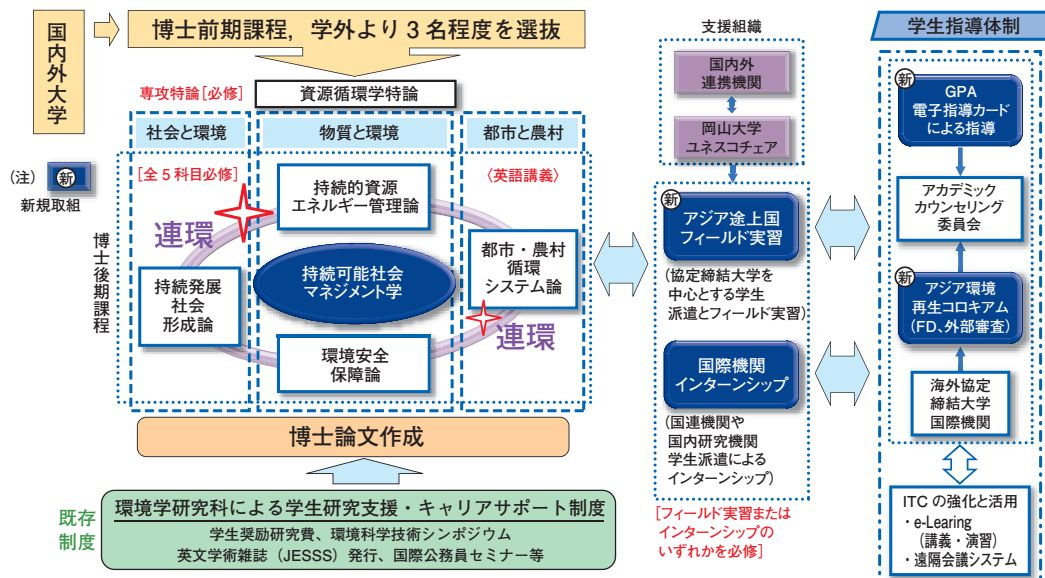 国内外大学
博士前期課程，学外より３名程度を選抜
専攻特論［必修］
資源循環学特論
社会と環境
物質と環境
都市と農村
［全５科目必修］
〈英語講義〉
（注）
新
新規取組
博士後期課程
連環
持続的資源
エネルギー管理論
持続発展
社会
形成論
持続可能社会
マネジメント学
都市・農村
循環
システム論
連環
環境安全
保障論
博士論文作成
既存
制度
環境学研究科による学生研究支援・キャリアサポート制度
学生奨励研究費、環境科学技術シンポジウム
英文学術雑誌（JESSS）発行、国際公務員セミナー等
支援組織
国内外
連携機関
岡山大学
ユネスコチェア
新
アジア途上国
フィールド実習
（協定締結大学を
中心とする学生
派遣とフィールド実習）
国際機関
インターンシップ
（国連機関や
国内研究機関
学生派遣による
インターンシップ）
［フィールド実習または
インターンシップの
いずれかを必修］
学生指導体制
新
GPA
電子指導カード
による指導
アカデミック
カウンセリング
委員会
新
アジア環境
再生コロキアム
（FD、外部審査）
海外協定
締結大学
国際機関
ITC の強化と活用
・e-Learing
（講義・演習）
・遠隔会議システム